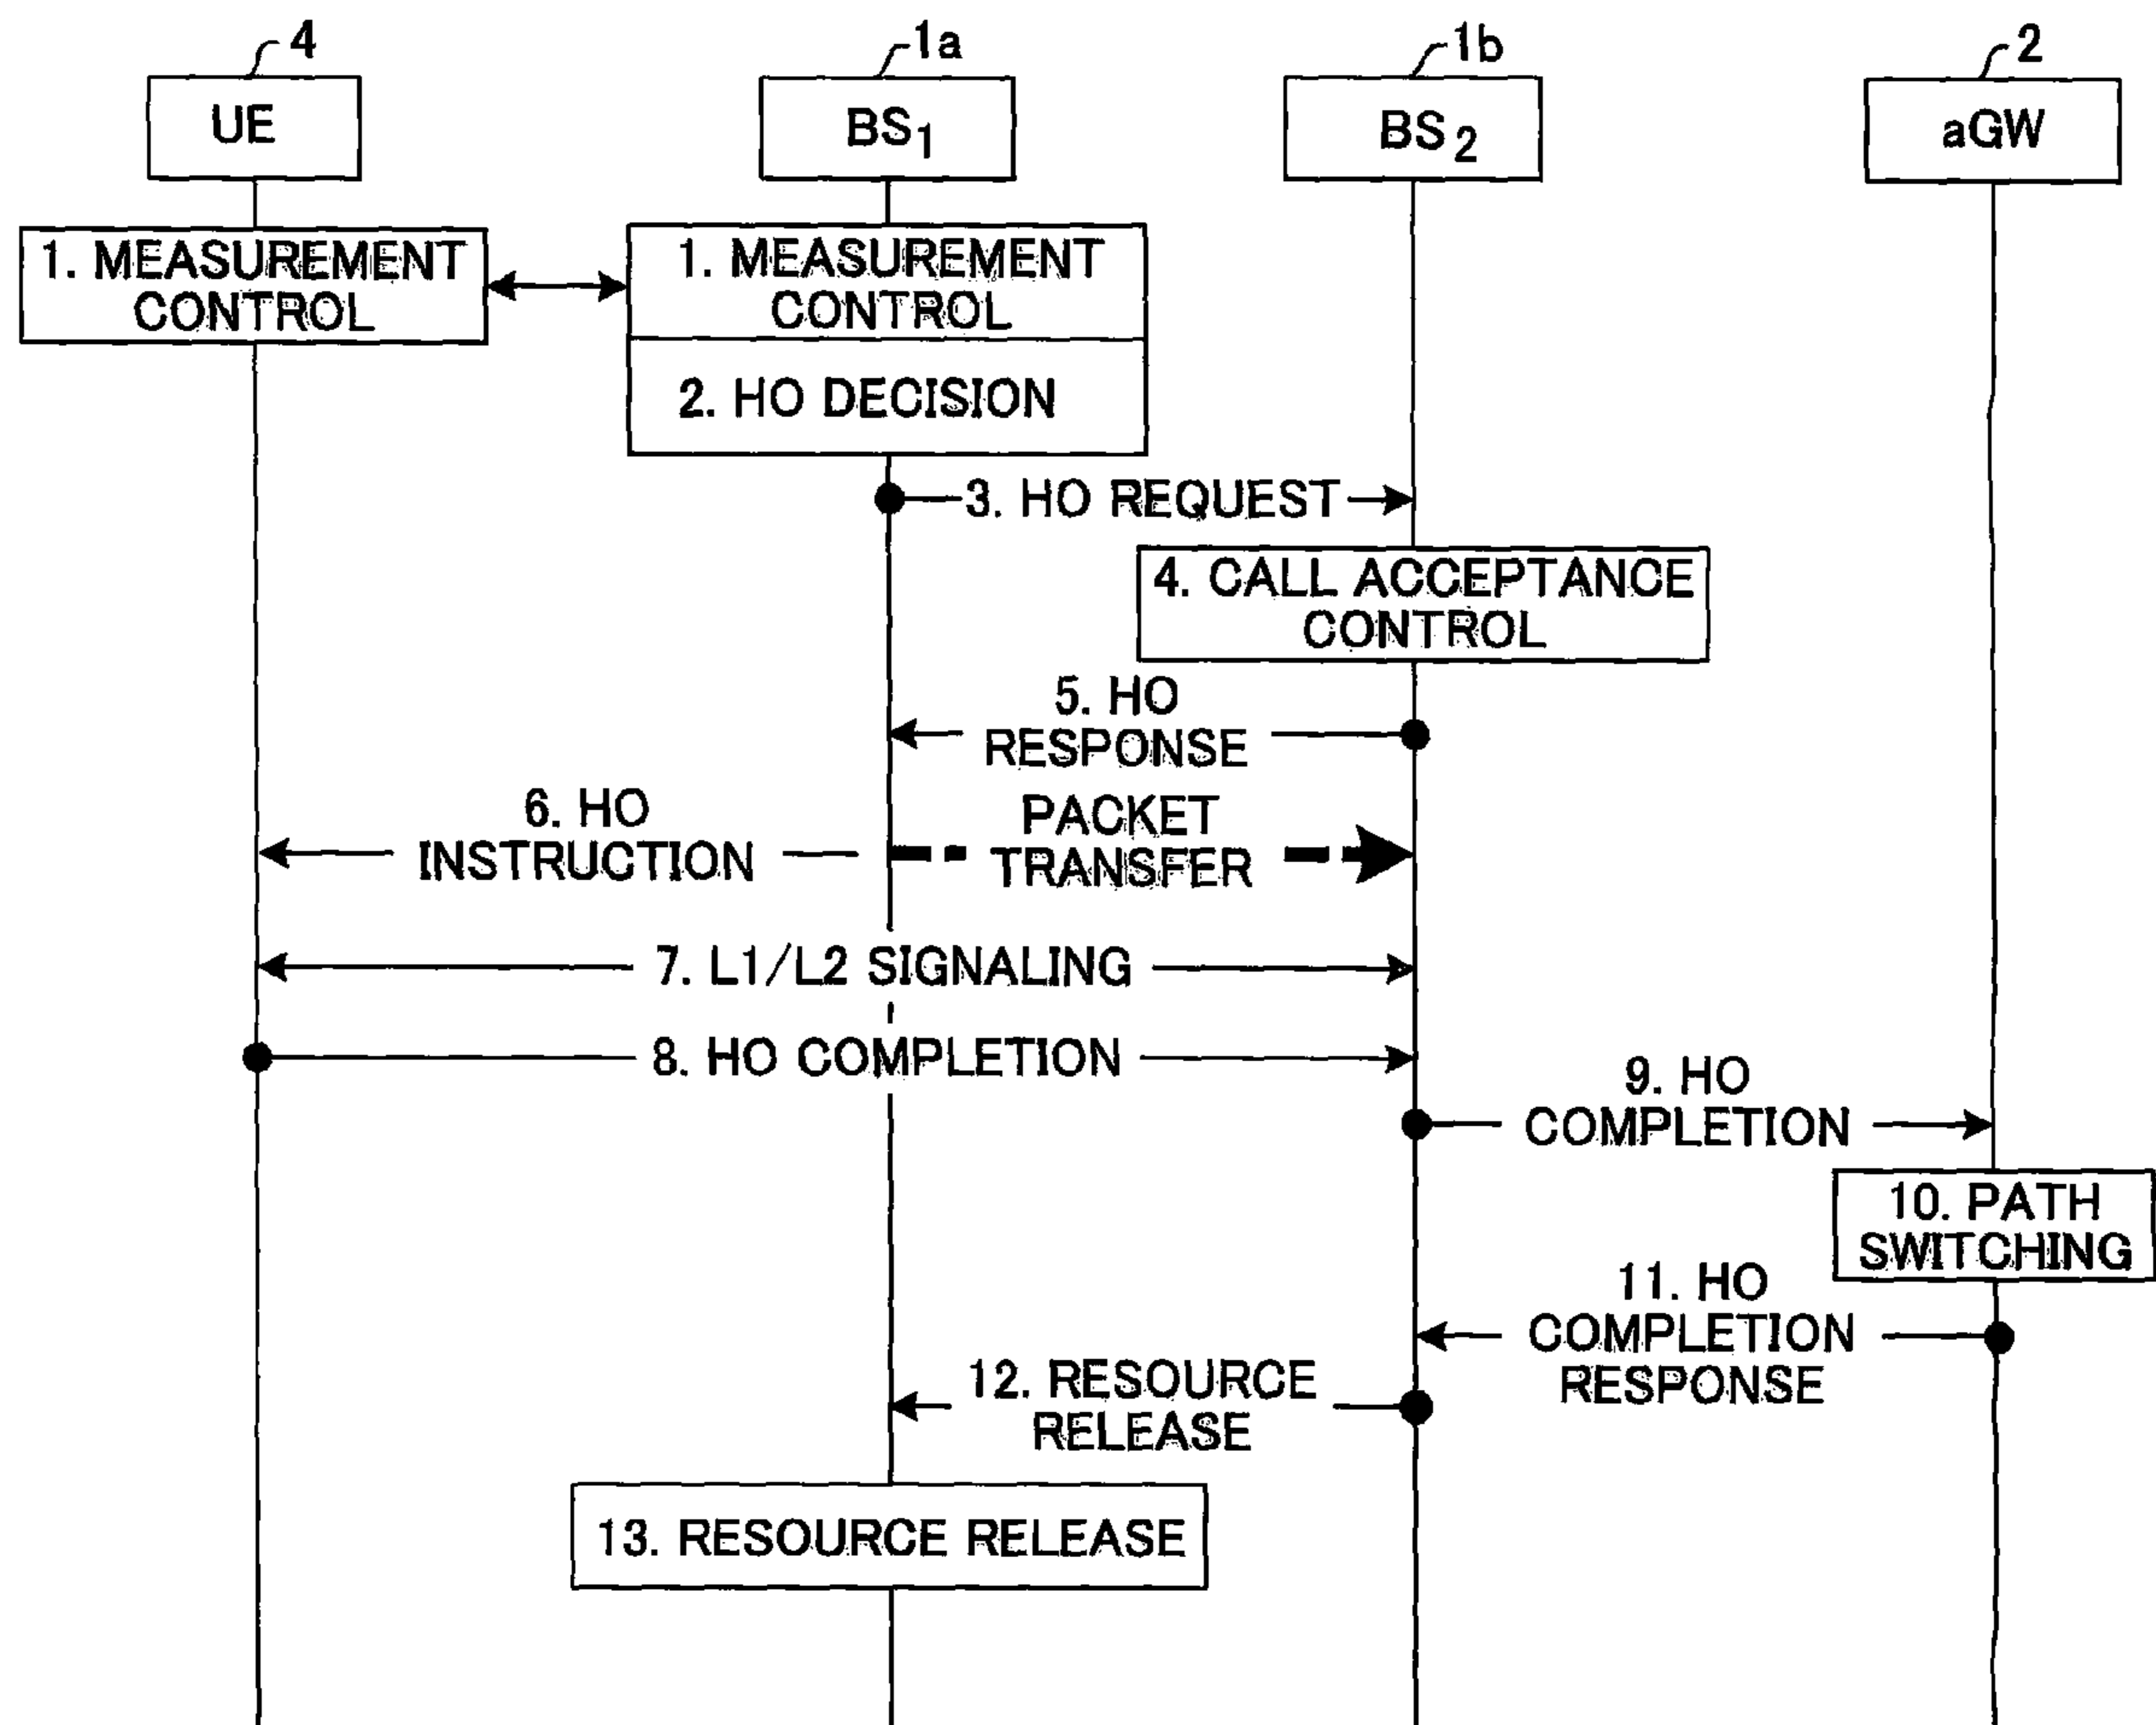 4
1a
1b
2
UE
BS1
BS2
aGW
1. MEASUREMENT
CONTROL
1. MEASUREMENT
CONTROL
2. HO DECISION
3. HO REQUEST
4. CALL ACCEPTANCE
CONTROL
5. HO
RESPONSE
6. HO
INSTRUCTION
PACKET
TRANSFER
7. L1/L2 SIGNALING
8. HO COMPLETION
9. HO
COMPLETION
10. PATH
SWITCHING
11. HO
COMPLETION
RESPONSE
12. RESOURCE
RELEASE
13. RESOURCE RELEASE